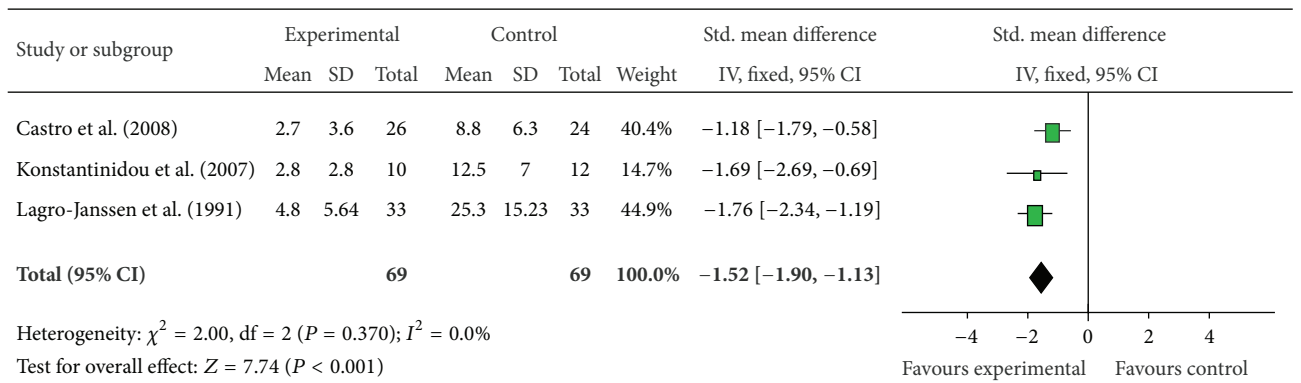 Study or subgroup Experimental Control Std. mean difference Std. mean difference
Mean SD Total Mean SD Total Weight IV, fixed, 95% CI IV, fixed, 95% CI
Castro et al. (2008) 2.7 3.6 26 8.8 6.3 24 40.4% −1.18 [−1.79, −0.58]
Konstantinidou et al. (2007) 2.8 2.8 10 12.5 7 12 14.7% −1.69 [−2.69, −0.69]
Lagro-Janssen et al. (1991) 4.8 5.64 33 25.3 15.23 33 44.9% −1.76 [−2.34, −1.19]
Total (95% CI) 69 69 100.0% −1.52 [−1.90, −1.13]
Heterogeneity: χ² = 2.00, df = 2 (P = 0.370); I² = 0.0%
Test for overall effect: Z = 7.74 (P < 0.001)
−4 −2 0 2 4
Favours experimental Favours control